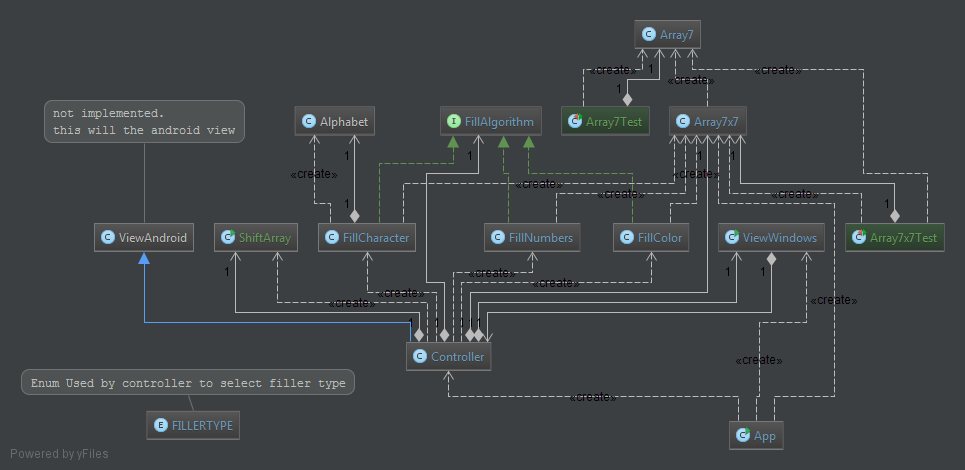 C Array7
«create»
1
«create»
«create»
1
not implemented.
this will the android view
C Alphabet
I FillAlgorithm
C Array7Test
C Array7x7
1
1
1
1
«create»
«create»
«create»
1
1
C ViewAndroid
C ShiftArray
C FillCharacter
C FillNumbers
C FillColor
C ViewWindows
C Array7x7Test
1
1
1
«create»
«create»
«create»
«create»
1
1
1
1
C Controller
«create»
Enum Used by controller to select filler type
«create»
E FILLERTYPE
C App
Powered by yFiles